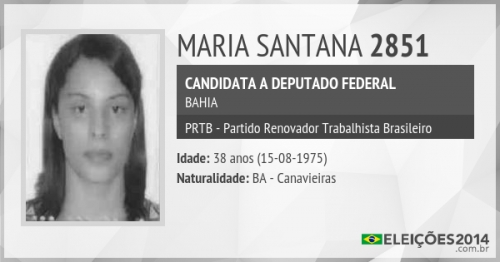 MARIA SANTANA 2851
CANDIDATA A DEPUTADO FEDERAL
BAHIA
PRTB - Partido Renovador Trabalhista Brasileiro
Idade: 38 anos (15-08-1975)
Naturalidade: BA - Canavieiras
ELEIÇÕES2014
.com.br